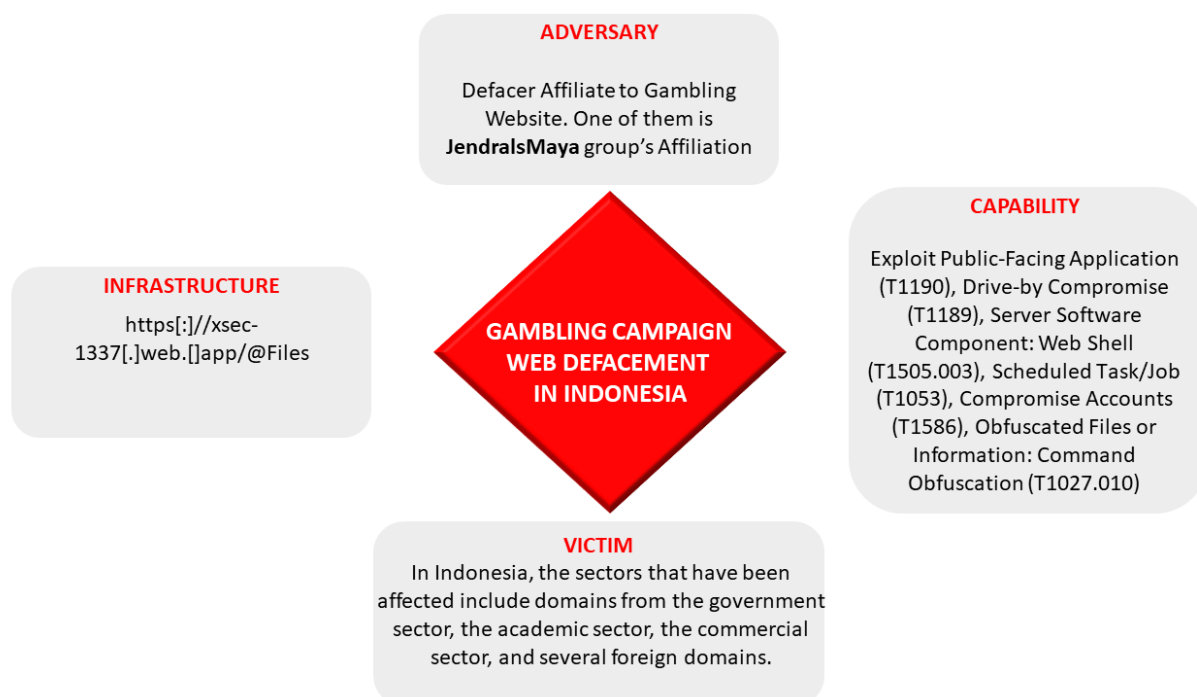 ADVERSARY
Defacer Affiliate to Gambling
Website. One of them is
JendralsMaya group's Affiliation
INFRASTRUCTURE
https[:]//xsec-
1337[.]web.[]app/@Files
GAMBLING CAMPAIGN
WEB DEFACEMENT
IN INDONESIA
CAPABILITY
Exploit Public-Facing Application
(T1190), Drive-by Compromise
(T1189), Server Software
Component: Web Shell
(T1505.003), Scheduled Task/Job
(T1053), Compromise Accounts
(T1586), Obfuscated Files or
Information: Command
Obfuscation (T1027.010)
VICTIM
In Indonesia, the sectors that have been
affected include domains from the government
sector, the academic sector, the commercial
sector, and several foreign domains.